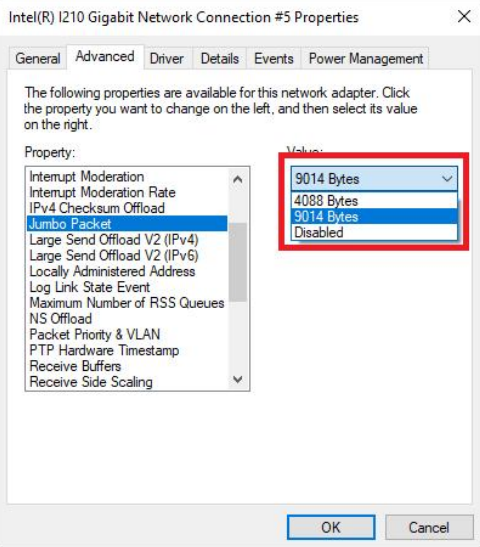 Intel(R) I210 Gigabit Network Connection #5 Properties
General Advanced Driver Details Events Power Management
The following properties are available for this network adapter. Click
the property you want to change on the left, and then select its value
on the right.
Property:
Value:
Interrupt Moderation
Interrupt Moderation Rate
IPv4 Checksum Offload
Jumbo Packet
Large Send Offload V2 (IPv4)
Large Send Offload V2 (IPv6)
Locally Administered Address
Log Link State Event
Maximum Number of RSS Queues
NS Offload
Packet Priority & VLAN
PTP Hardware Timestamp
Receive Buffers
Receive Side Scaling
9014 Bytes
4088 Bytes
9014 Bytes
Disabled
OK
Cancel